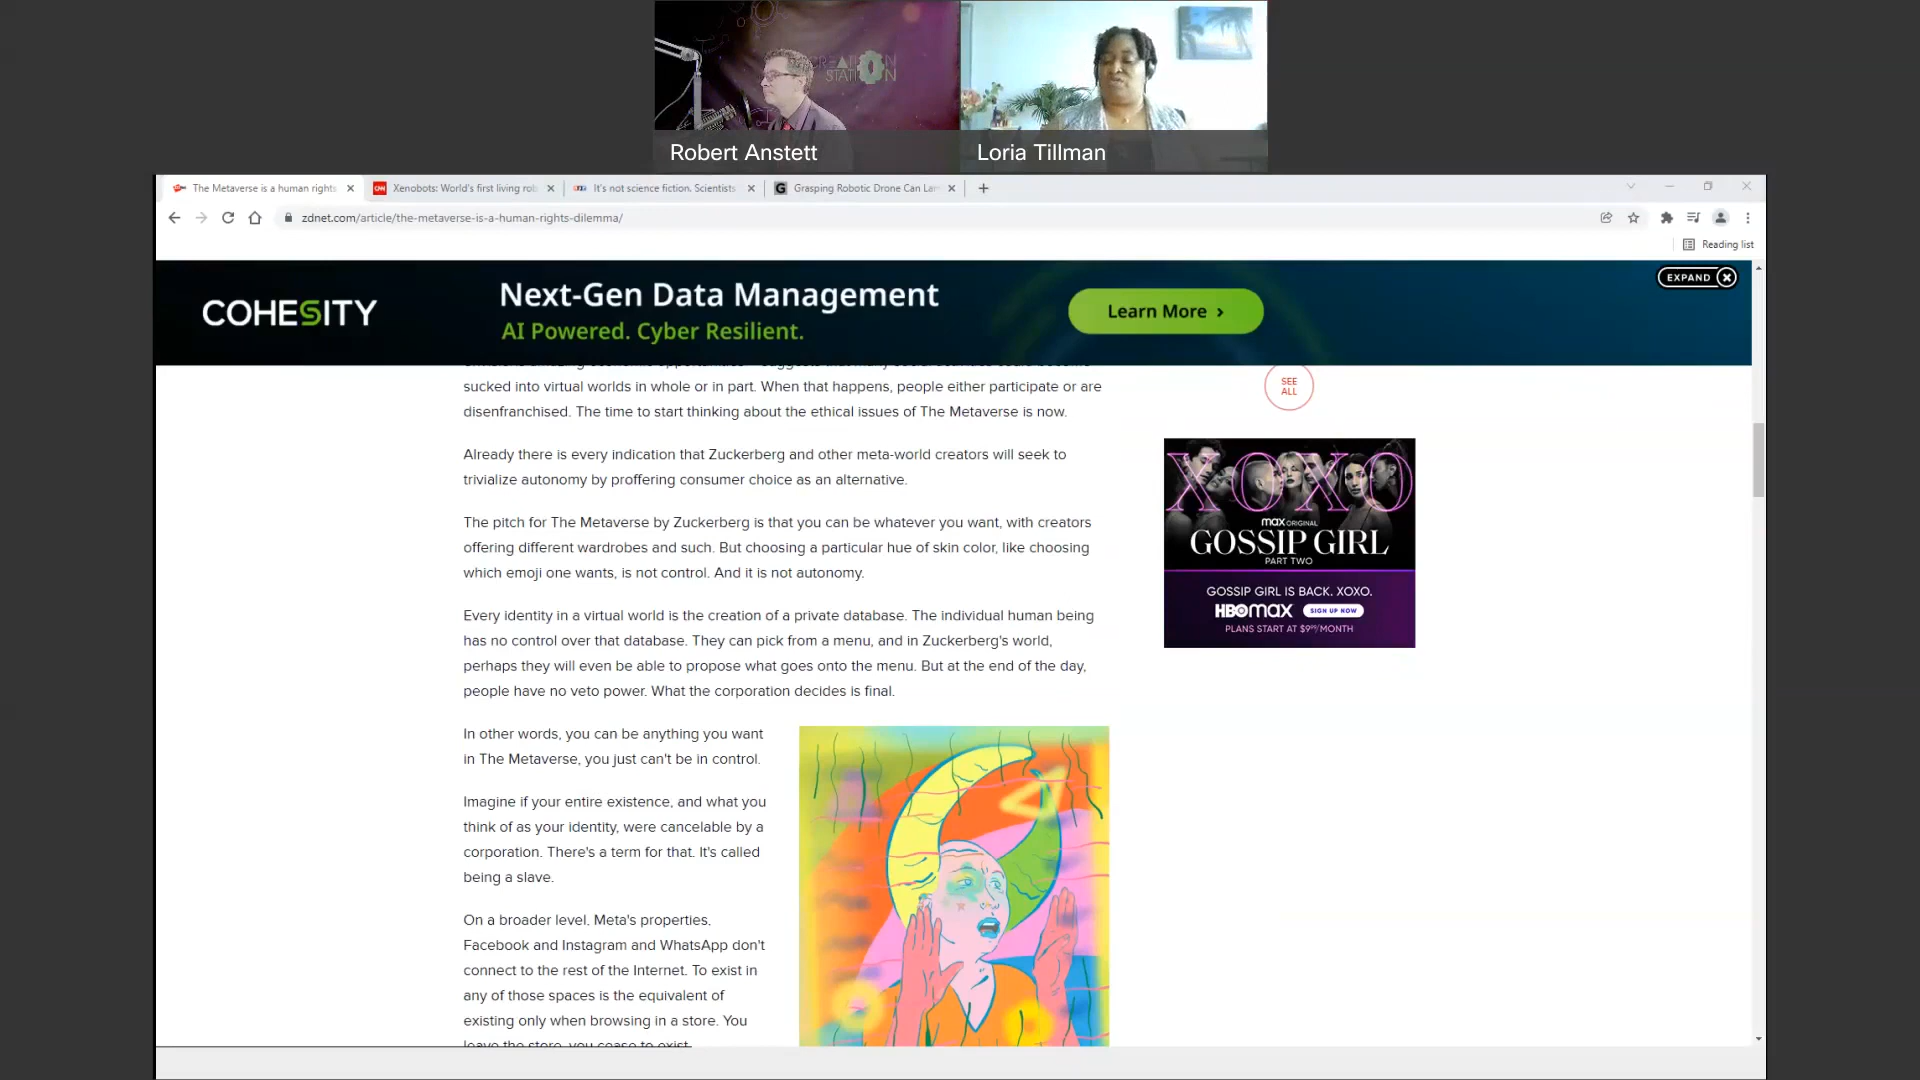 CREATION
STATION
Robert Anstett
Loria Tillman
The Metaverse is a human rights
Xenobots: World's first living rob
It's not science fiction. Scientists
Grasping Robotic Drone Can Lan
zdnet.com/article/the-metaverse-is-a-human-rights-dilemma/
Reading list
COHESITY
Next-Gen Data Management
AI Powered. Cyber Resilient.
Learn More
EXPAND
sucked into virtual worlds in whole or in part. When that happens, people either participate or are
disenfranchised. The time to start thinking about the ethical issues of The Metaverse is now.
Already there is every indication that Zuckerberg and other meta-world creators will seek to
trivialize autonomy by proffering consumer choice as an alternative.
The pitch for The Metaverse by Zuckerberg is that you can be whatever you want, with creators
offering different wardrobes and such. But choosing a particular hue of skin color, like choosing
which emoji one wants, is not control. And it is not autonomy.
Every identity in a virtual world is the creation of a private database. The individual human being
has no control over that database. They can pick from a menu, and in Zuckerberg's world,
perhaps they will even be able to propose what goes onto the menu. But at the end of the day,
people have no veto power. What the corporation decides is final.
In other words, you can be anything you want
in The Metaverse, you just can't be in control.
Imagine if your entire existence, and what you
think of as your identity, were cancelable by a
corporation. There's a term for that. It's called
being a slave.
On a broader level, Meta's properties,
Facebook and Instagram and WhatsApp don't
connect to the rest of the Internet. To exist in
any of those spaces is the equivalent of
existing only when browsing in a store. You
leave the store, you cease to exist.
SEE
ALL
XOXO
max ORIGINAL
GOSSIP GIRL
PART TWO
GOSSIP GIRL IS BACK. XOXO.
HBOMAX SIGN UP NOW
PLANS START AT $9.99/MONTH